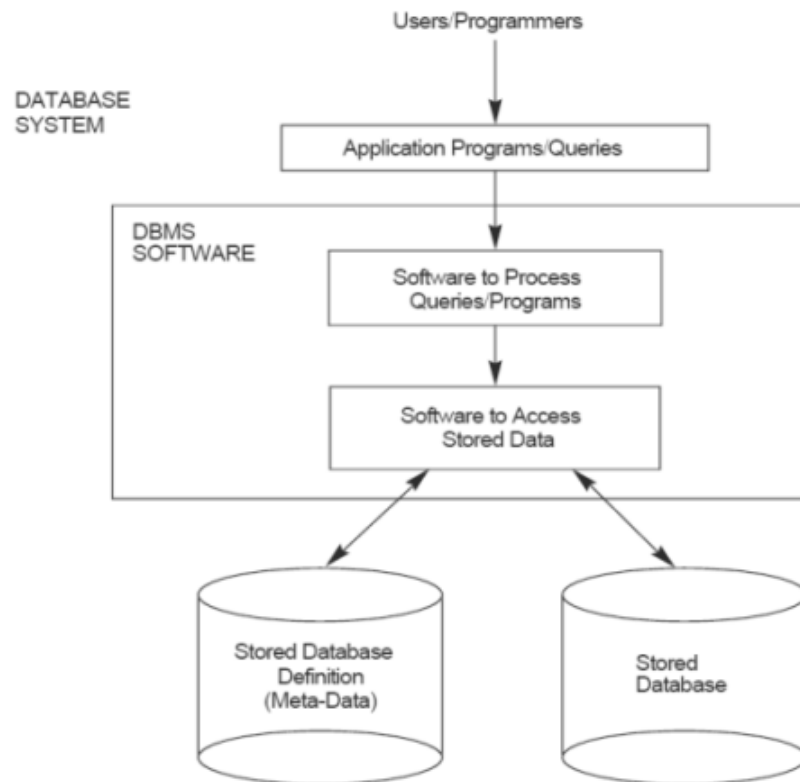 Users/Programmers
DATABASE
SYSTEM
Application Programs/Queries
DBMS
SOFTWARE
Software to Process
Queries/Programs
Software to Access
Stored Data
Stored Database
Definition
(Meta-Data)
Stored
Database